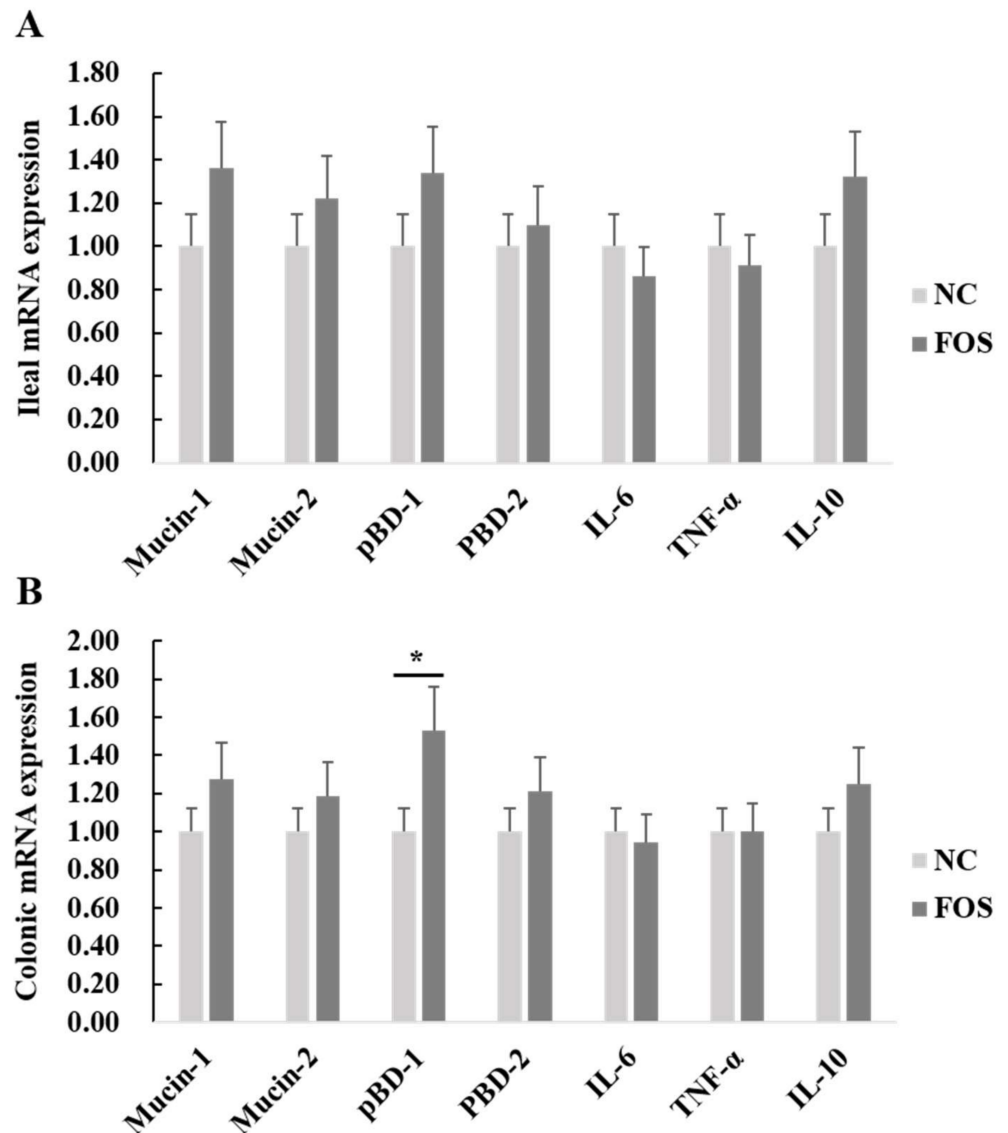 A
Ileal mRNA expression
1.80
1.60
1.40
1.20
1.00
0.80
0.60
0.40
0.20
0.00
Mucin-1
Mucin-2
pBD-1
PBD-2
IL-6
TNF-α
IL-10
NC
FOS
B
Colonic mRNA expression
2.00
1.80
1.60
1.40
1.20
1.00
0.80
0.60
0.40
0.20
0.00
*
Mucin-1
Mucin-2
pBD-1
PBD-2
IL-6
TNF-α
IL-10
NC
FOS